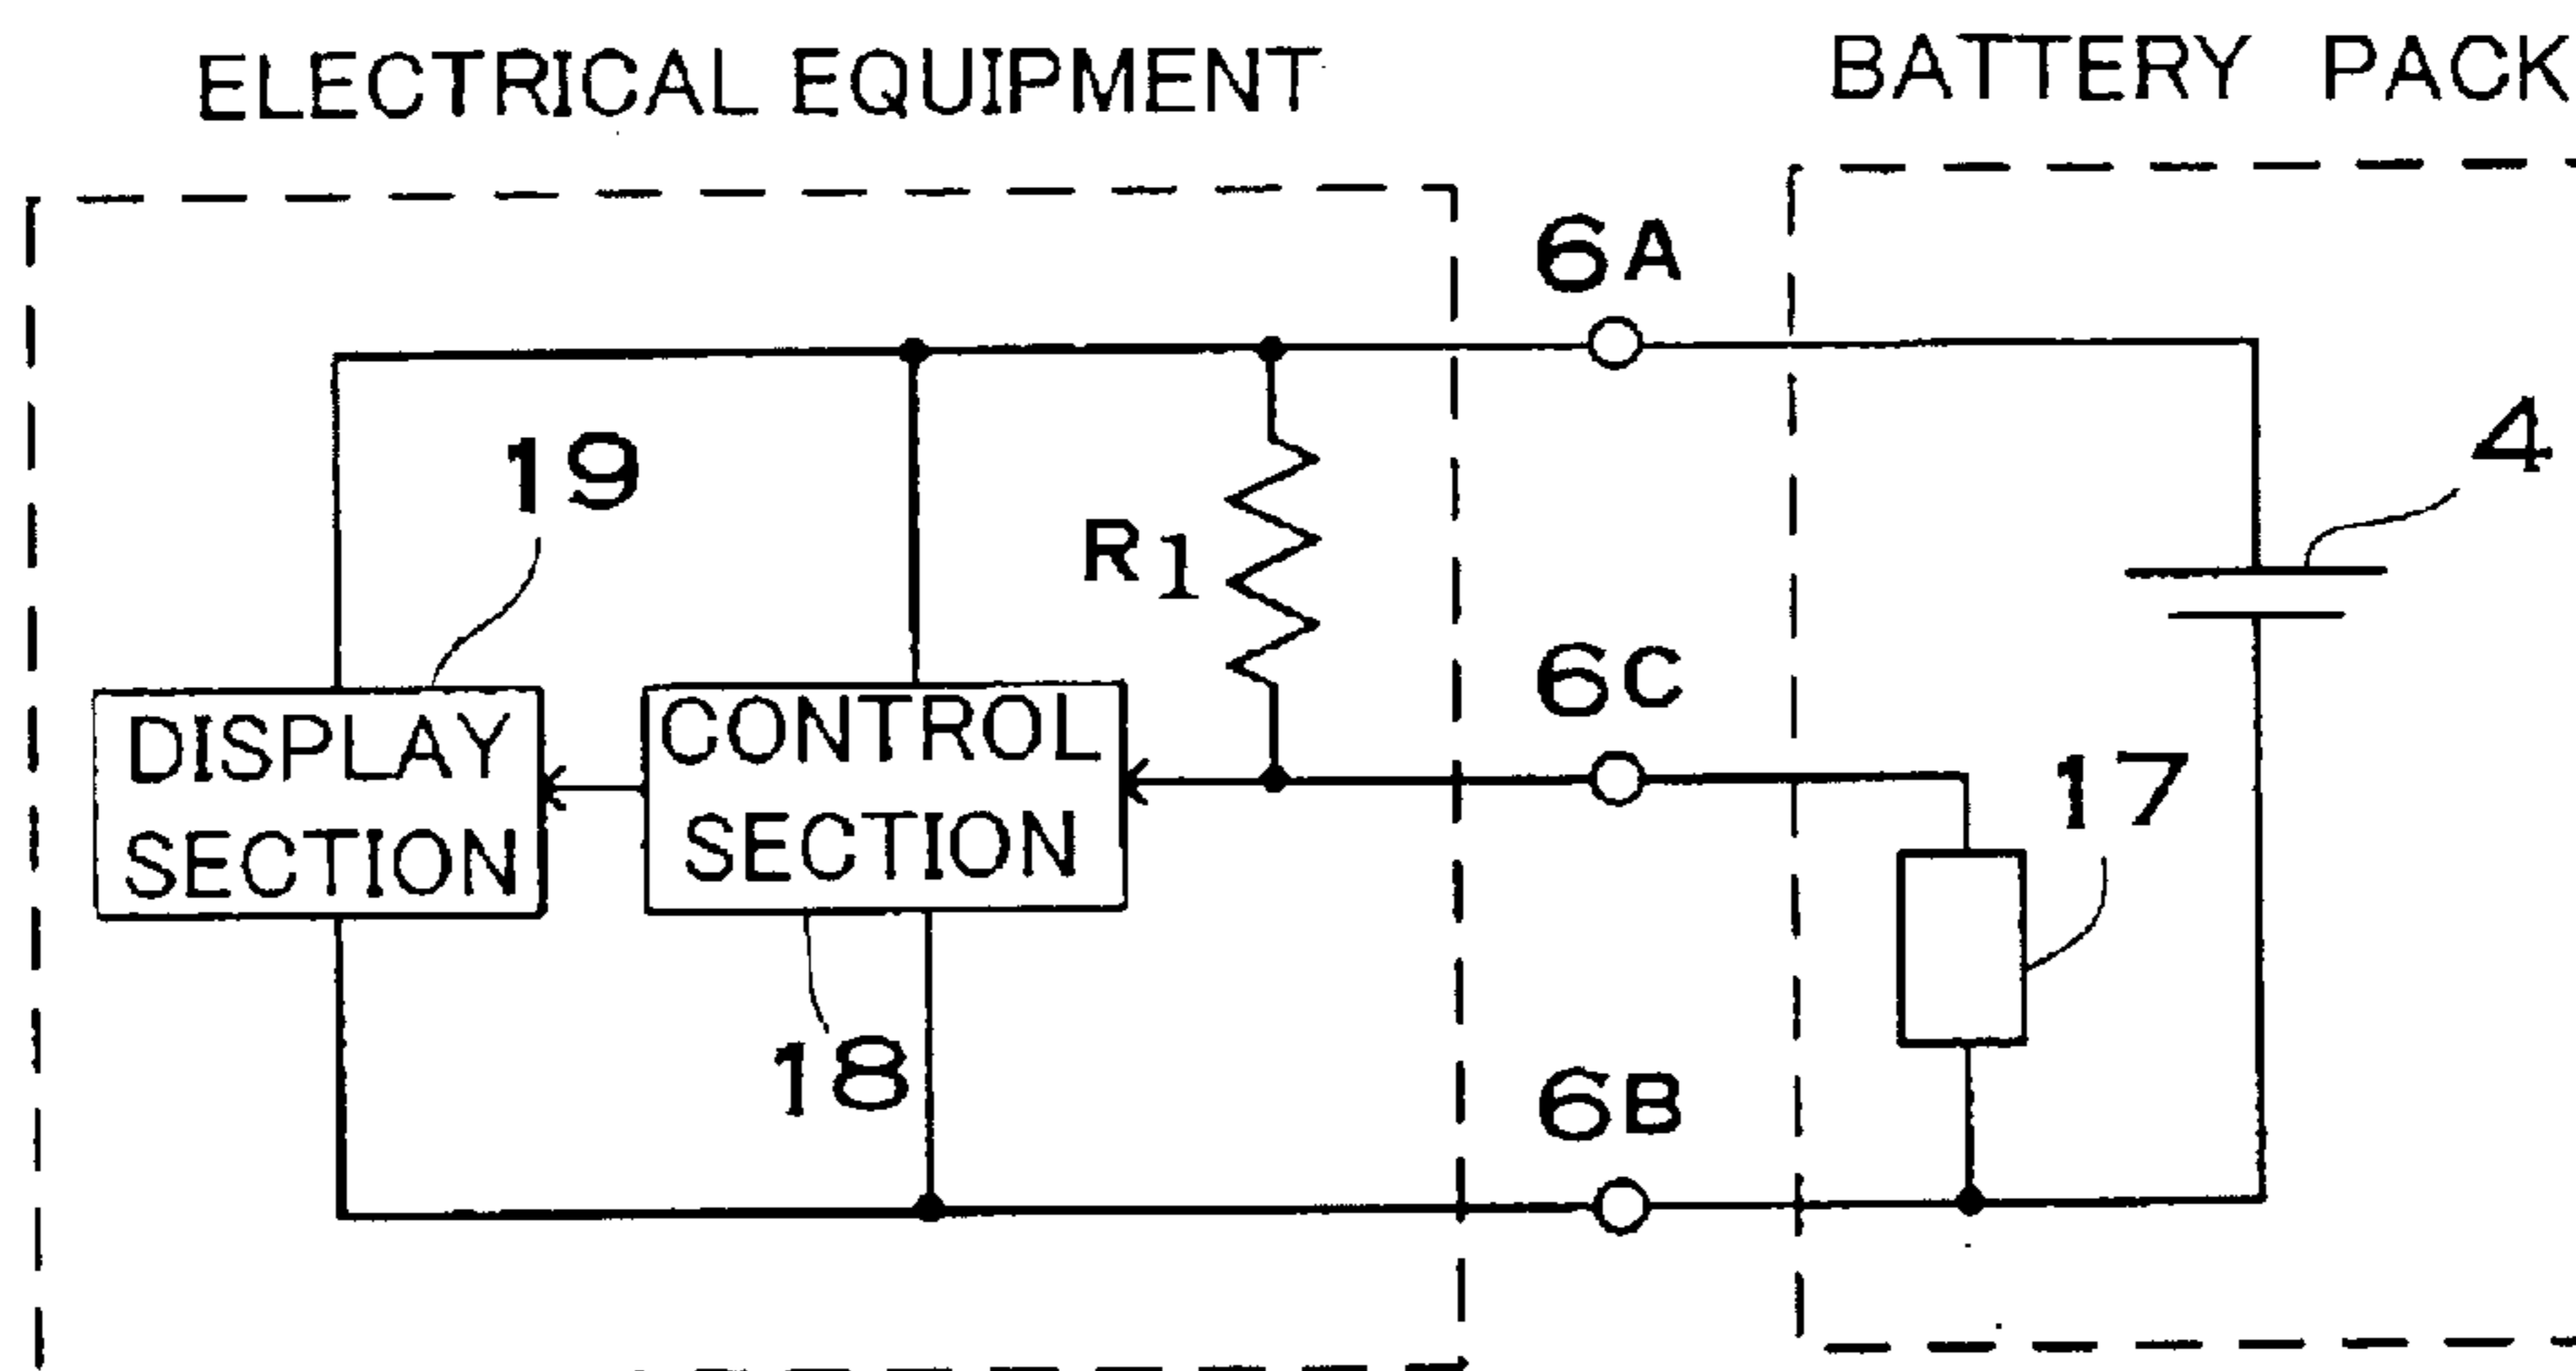 ELECTRICAL EQUIPMENT
BATTERY PACK
6A
19
4
R1
6C
DISPLAY
SECTION
CONTROL
SECTION
17
18
6B